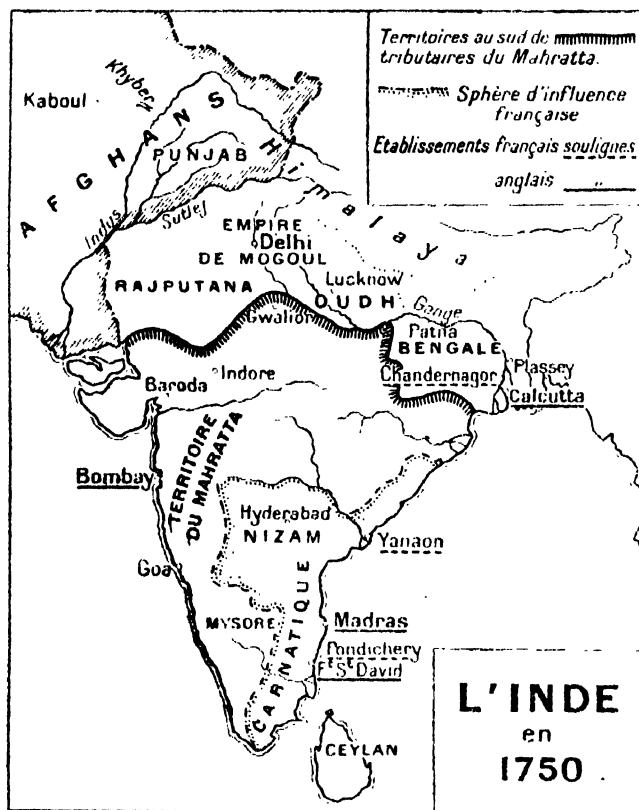 Territoires au sud de
tributaires du Mahratta.
Sphère d'influence
française
Etablissements français soulignés
anglais „
Kaboul
Khyber
AFGHANS
PUNJAB
Himalaya
Indus
Sutlej
EMPIRE
Delhi
DE MOGOUL
RAJPUTANA
Lucknow
OUDH
Gange
Gwalior
Patna
BENGALE
Plassey
Chandernagor
Calcutta
Baroda
Indore
TERRITOIRE
DU MAHRATTA
Bombay
Hyderabad
NIZAM
Yanaon
Goa
MYSORE
CARNATIQUE
Madras
Pondichery
Ft St David
CEYLAN
L'INDE
en
1750.